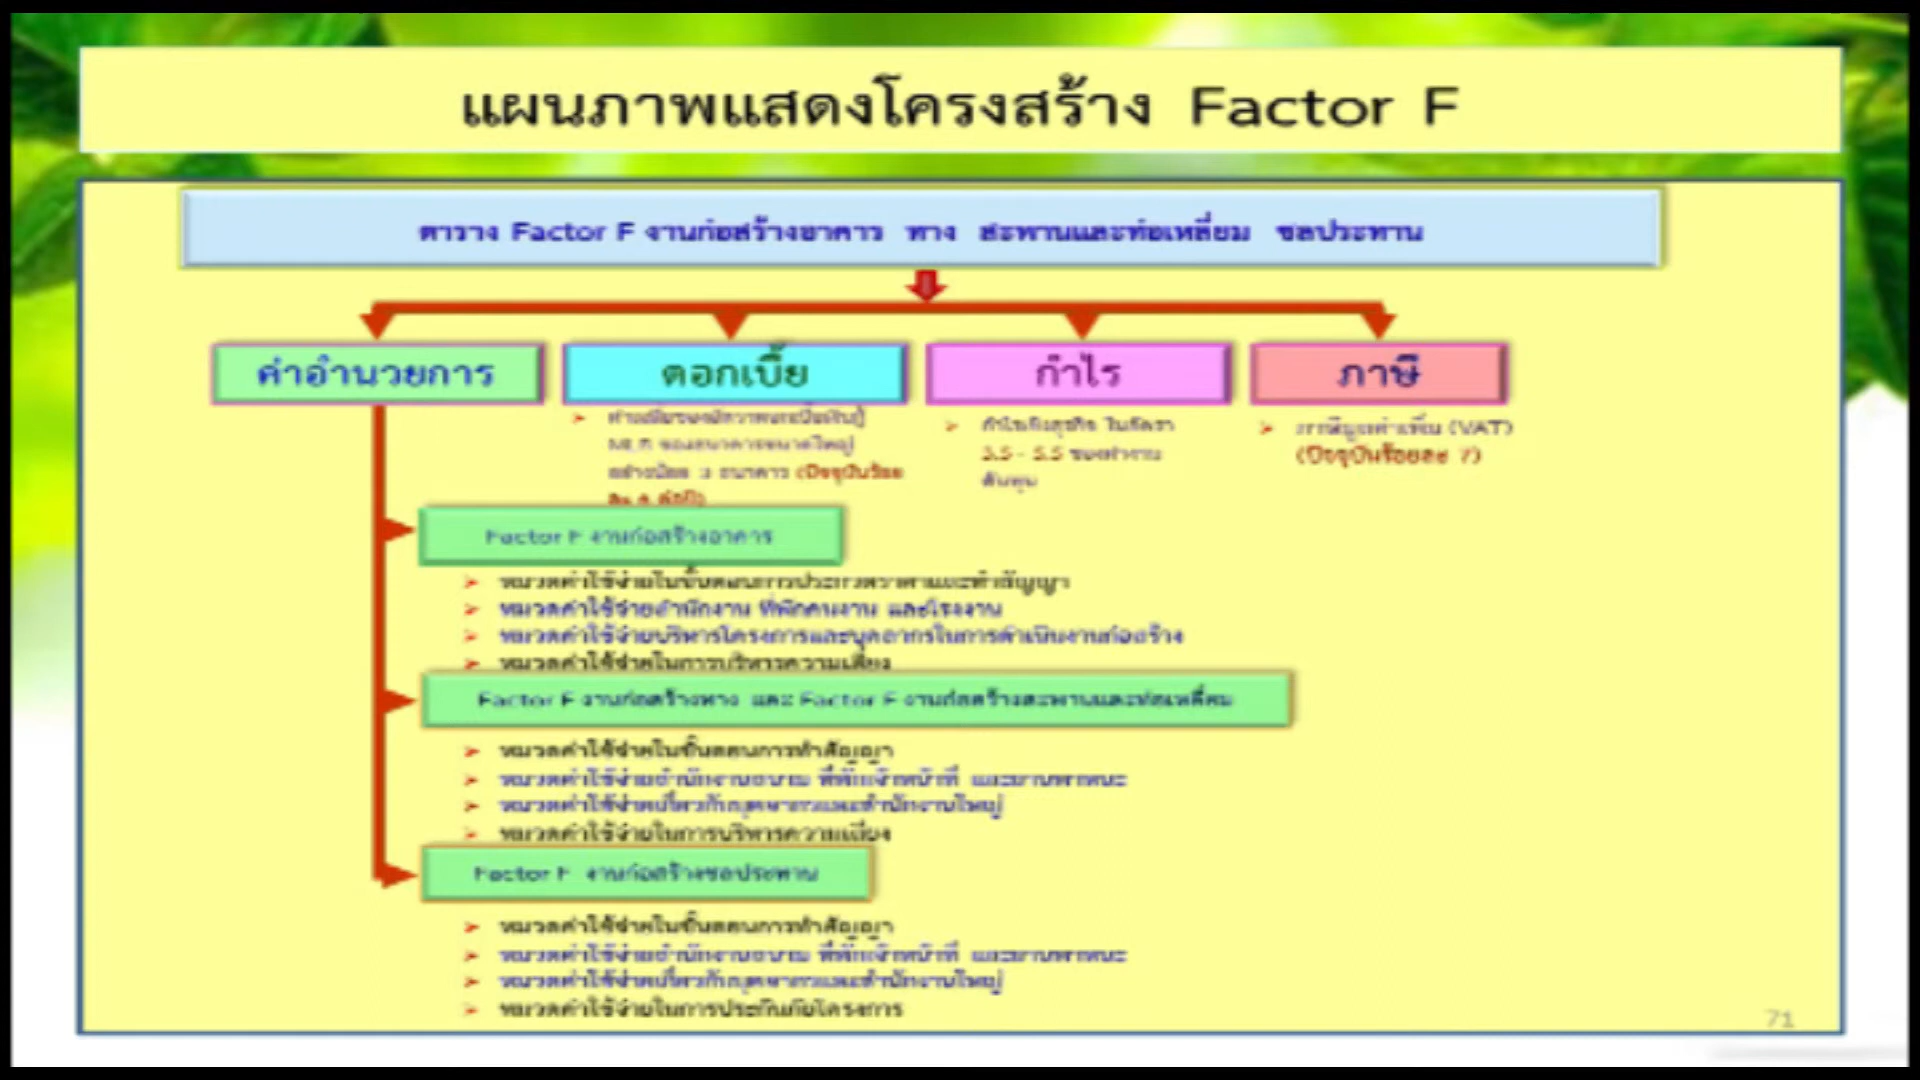 แผนภาพแสดงโครงสร้าง Factor F
ตาราง Factor F งานก่อสร้างอาคาร ทาง สะพานและท่อเหลี่ยม ชลประทาน
ค่าอำนวยการ
ดอกเบี้ย
กำไร
ภาษี
MLR ของธนาคารขนาดใหญ่
อย่างน้อย 3 ธนาคาร (ปัจจุบันร้อย
กำไรเชิงธุรกิจ ในอัตรา
3.5 - 5.5 ของค่างาน
ต้นทุน
ภาษีมูลค่าเพิ่ม (VAT)
(ปัจจุบันร้อยละ 7)
Factor F งานก่อสร้างอาคาร
หมวดค่าใช้จ่ายในขั้นตอนการประกวดราคาและทำสัญญา
หมวดค่าใช้จ่ายสำนักงาน ที่พักคนงาน และโรงงาน
หมวดค่าใช้จ่ายบริหารโครงการและบุคลากรในการดำเนินงานก่อสร้าง
หมวดค่าใช้จ่ายในการบริหารความเสี่ยง
Factor F งานก่อสร้างทาง และ Factor F งานก่อสร้างสะพานและท่อเหลี่ยม
หมวดค่าใช้จ่ายในขั้นตอนการทำสัญญา
หมวดค่าใช้จ่ายสำนักงานสนาม ที่พักเจ้าหน้าที่ และยานพาหนะ
หมวดค่าใช้จ่ายเกี่ยวกับบุคลากรและสำนักงานใหญ่
หมวดค่าใช้จ่ายในการบริหารความเสี่ยง
Factor F งานก่อสร้างชลประทาน
หมวดค่าใช้จ่ายในขั้นตอนการทำสัญญา
หมวดค่าใช้จ่ายสำนักงานสนาม ที่พักเจ้าหน้าที่ และยานพาหนะ
หมวดค่าใช้จ่ายเกี่ยวกับบุคลากรและสำนักงานใหญ่
หมวดค่าใช้จ่ายในการประกันภัยโครงการ
71